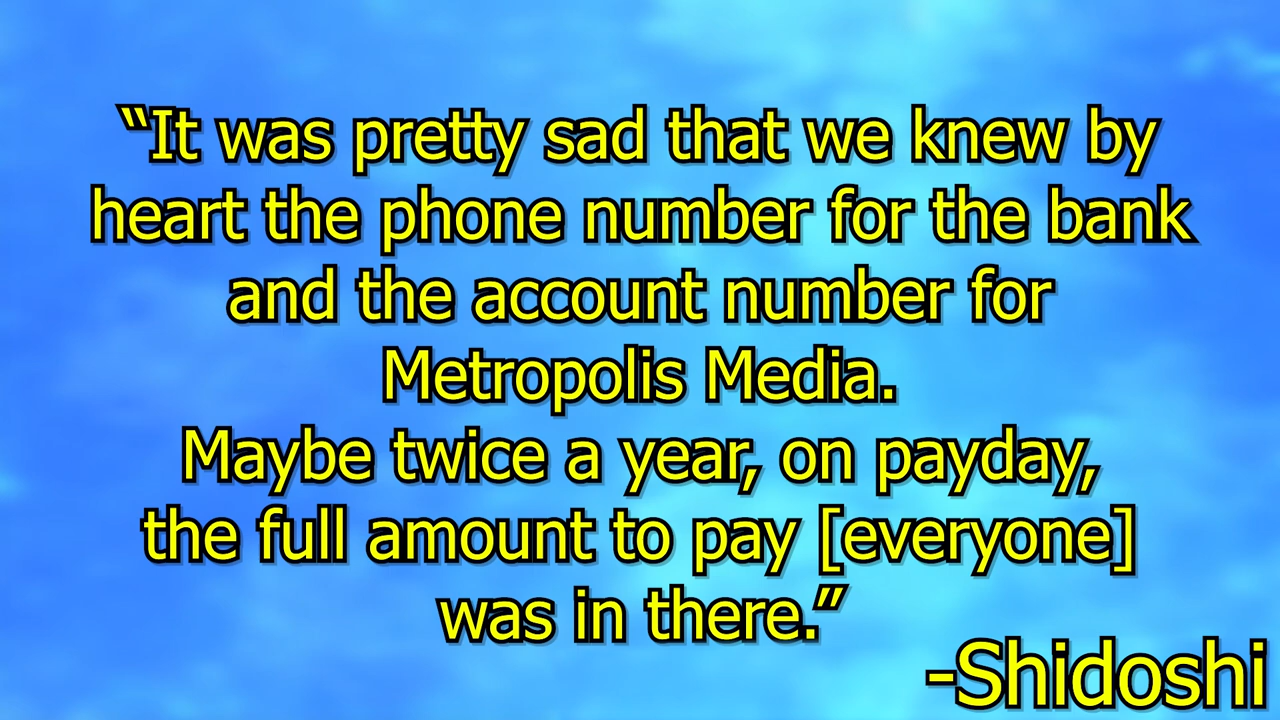 “It was pretty sad that we knew by
heart the phone number for the bank
and the account number for
Metropolis Media.
Maybe twice a year, on payday,
the full amount to pay [everyone]
was in there.”
-Shidoshi